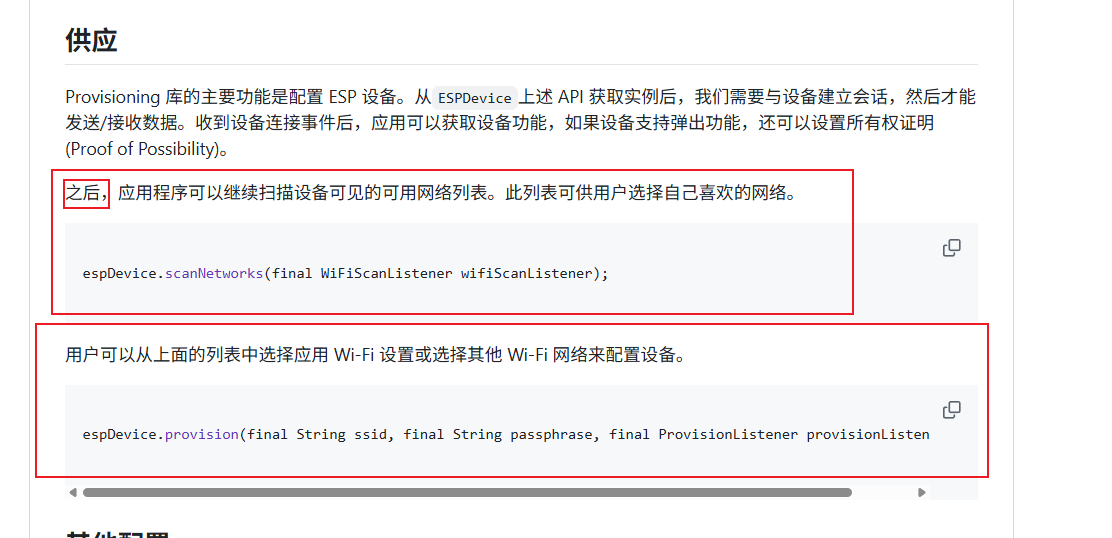 供应
Provisioning 库的主要功能是配置 ESP 设备。从 ESPDevice 上述 API 获取实例后，我们需要与设备建立会话，然后才能
发送/接收数据。收到设备连接事件后，应用可以获取设备功能，如果设备支持弹出功能，还可以设置所有权证明
(Proof of Possibility)。
之后，应用程序可以继续扫描设备可见的可用网络列表。此列表可供用户选择自己喜欢的网络。
espDevice.scanNetworks(final WiFiScanListener wifiScanListener);
用户可以从上面的列表中选择应用 Wi-Fi 设置或选择其他 Wi-Fi 网络来配置设备。
espDevice.provision(final String ssid, final String passphrase, final ProvisionListener provisionListen
其他配置